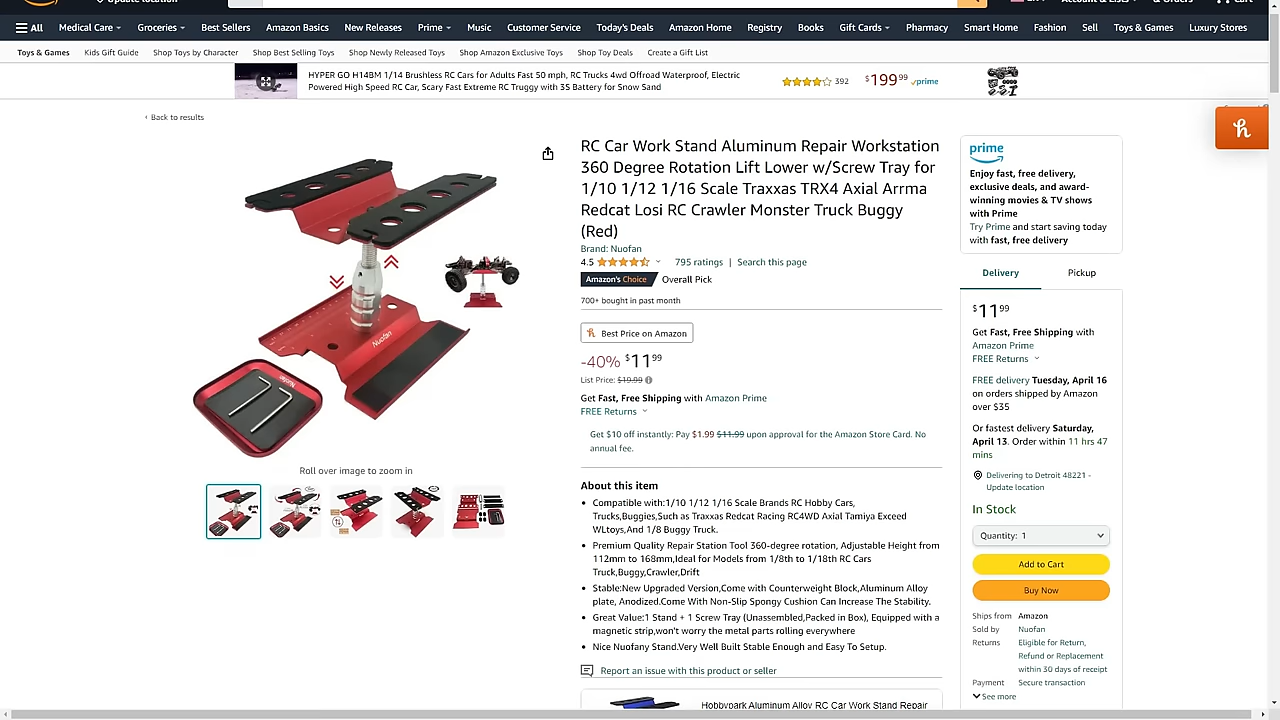 All Medical Care Groceries Best Sellers Amazon Basics New Releases Prime Music Customer Service Today's Deals Amazon Home Registry Books Gift Cards Pharmacy Smart Home Fashion Sell Toys & Games Luxury Stores
Toys & Games Kids Gift Guide Shop Toys by Character Shop Best Selling Toys Shop Newly Released Toys Shop Amazon Exclusive Toys Shop Toy Deals Create a Gift List
HYPER GO H14BM 1/14 Brushless RC Cars for Adults Fast 50 mph, RC Trucks 4wd Offroad Waterproof, Electric
Powered High Speed RC Car, Scary Fast Extreme RC Truggy with 3S Battery for Snow Sand
392 $199.99 prime
‹ Back to results
RC Car Work Stand Aluminum Repair Workstation
360 Degree Rotation Lift Lower w/Screw Tray for
1/10 1/12 1/16 Scale Traxxas TRX4 Axial Arrma
Redcat Losi RC Crawler Monster Truck Buggy
(Red)
Brand: Nuofan
4.5 795 ratings | Search this page
Amazon's Choice Overall Pick
700+ bought in past month
Best Price on Amazon
-40% $11 99
List Price: $19.99
Get Fast, Free Shipping with Amazon Prime
FREE Returns
Get $10 off instantly: Pay $1.99 $11.99 upon approval for the Amazon Store Card. No
annual fee.
About this item
Compatible with:1/10 1/12 1/16 Scale Brands RC Hobby Cars,
Trucks,Buggies,Such as Traxxas Redcat Racing RC4WD Axial Tamiya Exceed
WLtoys,And 1/8 Buggy Truck.
Premium Quality Repair Station Tool 360-degree rotation, Adjustable Height from
112mm to 168mm,Ideal for Models from 1/8th to 1/18th RC Cars
Truck,Buggy,Crawler,Drift
Stable:New Upgraded Version,Come with Counterweight Block,Aluminum Alloy
plate, Anodized.Come With Non-Slip Spongy Cushion Can Increase The Stability.
Great Value:1 Stand + 1 Screw Tray (Unassembled,Packed in Box), Equipped with a
magnetic strip,won't worry the metal parts rolling everywhere
Nice Nuofany Stand.Very Well Built Stable Enough and Easy To Setup.
Report an issue with this product or seller
Hobbypark Aluminum Alloy RC Car Work Stand Repair
Nuofan
Nuofan
Roll over image to zoom in
prime
Enjoy fast, free delivery,
exclusive deals, and award-
winning movies & TV shows
with Prime
Try Prime and start saving today
with fast, free delivery
Delivery Pickup
$11 99
Get Fast, Free Shipping with
Amazon Prime
FREE Returns
FREE delivery Tuesday, April 16
on orders shipped by Amazon
over $35
Or fastest delivery Saturday,
April 13. Order within 11 hrs 47
mins
Delivering to Detroit 48221 -
Update location
In Stock
Quantity: 1
Add to Cart
Buy Now
Ships from Amazon
Sold by Nuofan
Returns Eligible for Return,
Refund or Replacement
within 30 days of receipt
Payment Secure transaction
See more